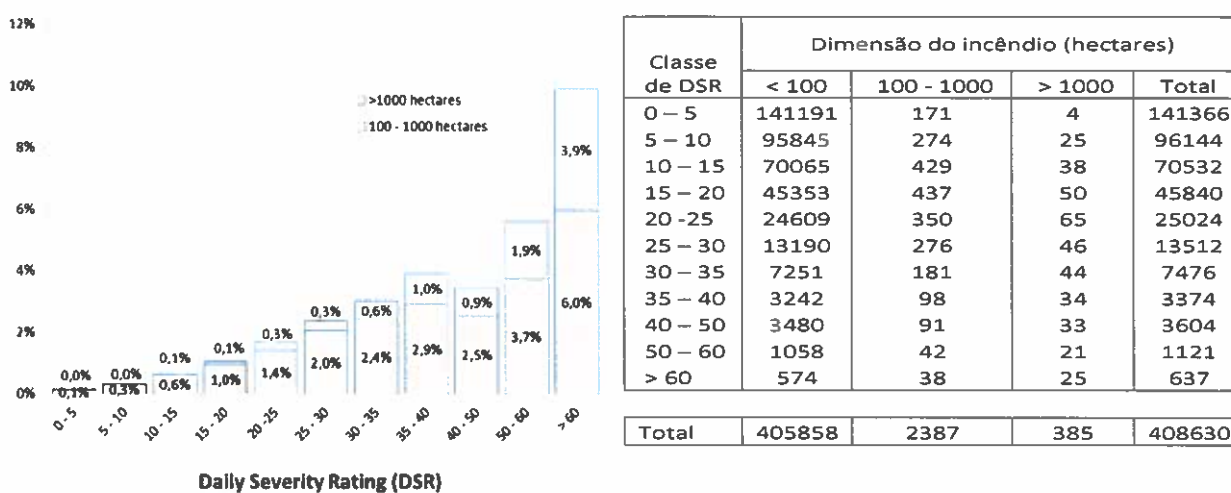 12%
10%
8%
6%
4%
2%
0%
>1000 hectares
100 - 1000 hectares
0,0% 0,0% 0,1% 0,1% 0,3% 0,3% 0,6% 1,0% 0,9% 1,9% 3,9%
0,1% 0,3% 0,6% 1,0% 1,4% 2,0% 2,4% 2,9% 2,5% 3,7% 6,0%
0 - 5 5 - 10 10 - 15 15 - 20 20 -25 25 - 30 30 - 35 35 - 40 40 - 50 50 - 60 > 60
Daily Severity Rating (DSR)
Classe de DSR Dimensão do incêndio (hectares)
< 100 100 - 1000 > 1000 Total
0 – 5 141191 171 4 141366
5 – 10 95845 274 25 96144
10 – 15 70065 429 38 70532
15 – 20 45353 437 50 45840
20 -25 24609 350 65 25024
25 – 30 13190 276 46 13512
30 – 35 7251 181 44 7476
35 – 40 3242 98 34 3374
40 – 50 3480 91 33 3604
50 – 60 1058 42 21 1121
> 60 574 38 25 637
Total 405858 2387 385 408630